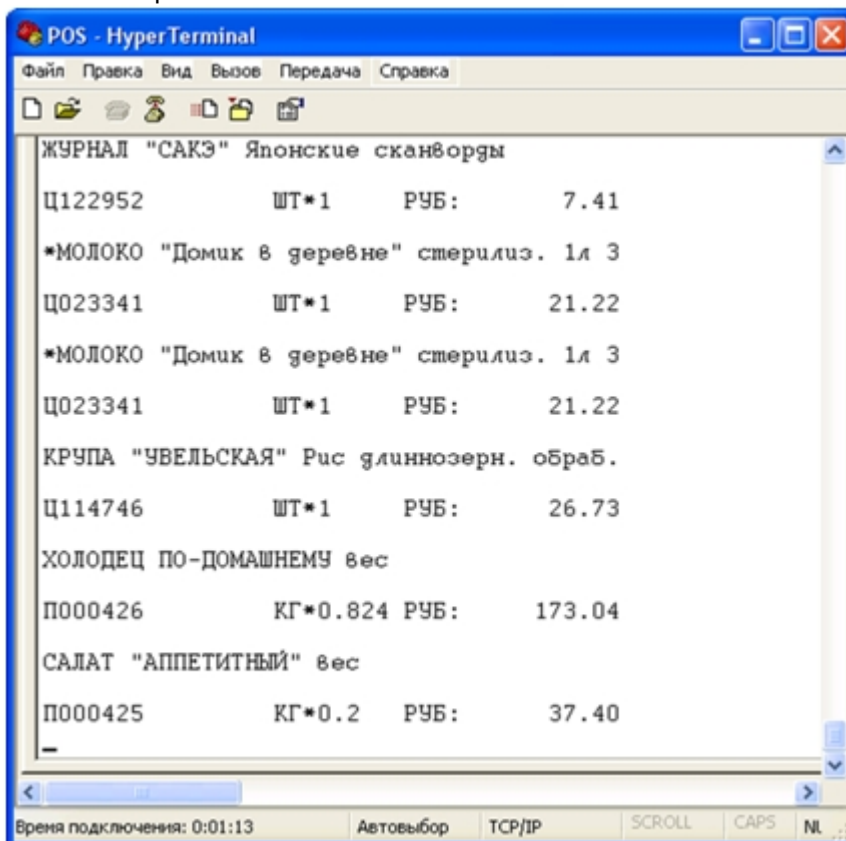 POS - HyperTerminal
Файл Правка Вид Вызов Передача Справка
ЖУРНАЛ "САКЭ" Японские сканворды
Ц122952 ШТ*1 РУБ: 7.41
*МОЛОКО "Домик в деревне" стерилиз. 1л 3
Ц023341 ШТ*1 РУБ: 21.22
*МОЛОКО "Домик в деревне" стерилиз. 1л 3
Ц023341 ШТ*1 РУБ: 21.22
КРУПА "УВЕЛЬСКАЯ" Рис длиннозерн. обраб.
Ц114746 ШТ*1 РУБ: 26.73
ХОЛОДЕЦ ПО-ДОМАШНЕМУ вес
П000426 КГ*0.824 РУБ: 173.04
САЛАТ "АППЕТИТНЫЙ" вес
П000425 КГ*0.2 РУБ: 37.40
Время подключения: 0:01:13 Автовыбор TCP/IP SCROLL CAPS